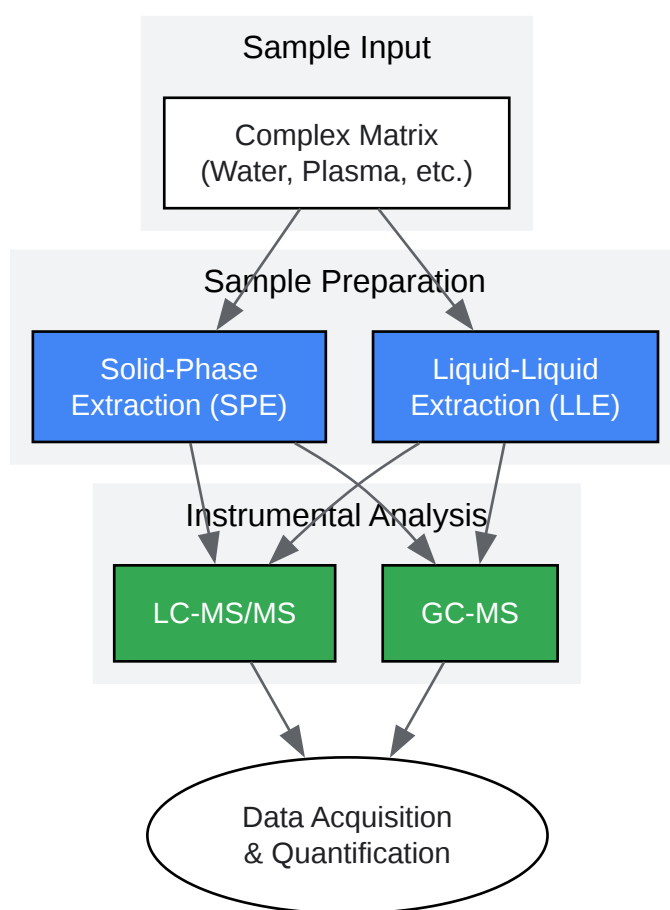 Sample Input
Complex Matrix
(Water, Plasma, etc.)
Sample Preparation
Solid-Phase
Extraction (SPE)
Liquid-Liquid
Extraction (LLE)
Instrumental Analysis
LC-MS/MS
GC-MS
Data Acquisition
& Quantification